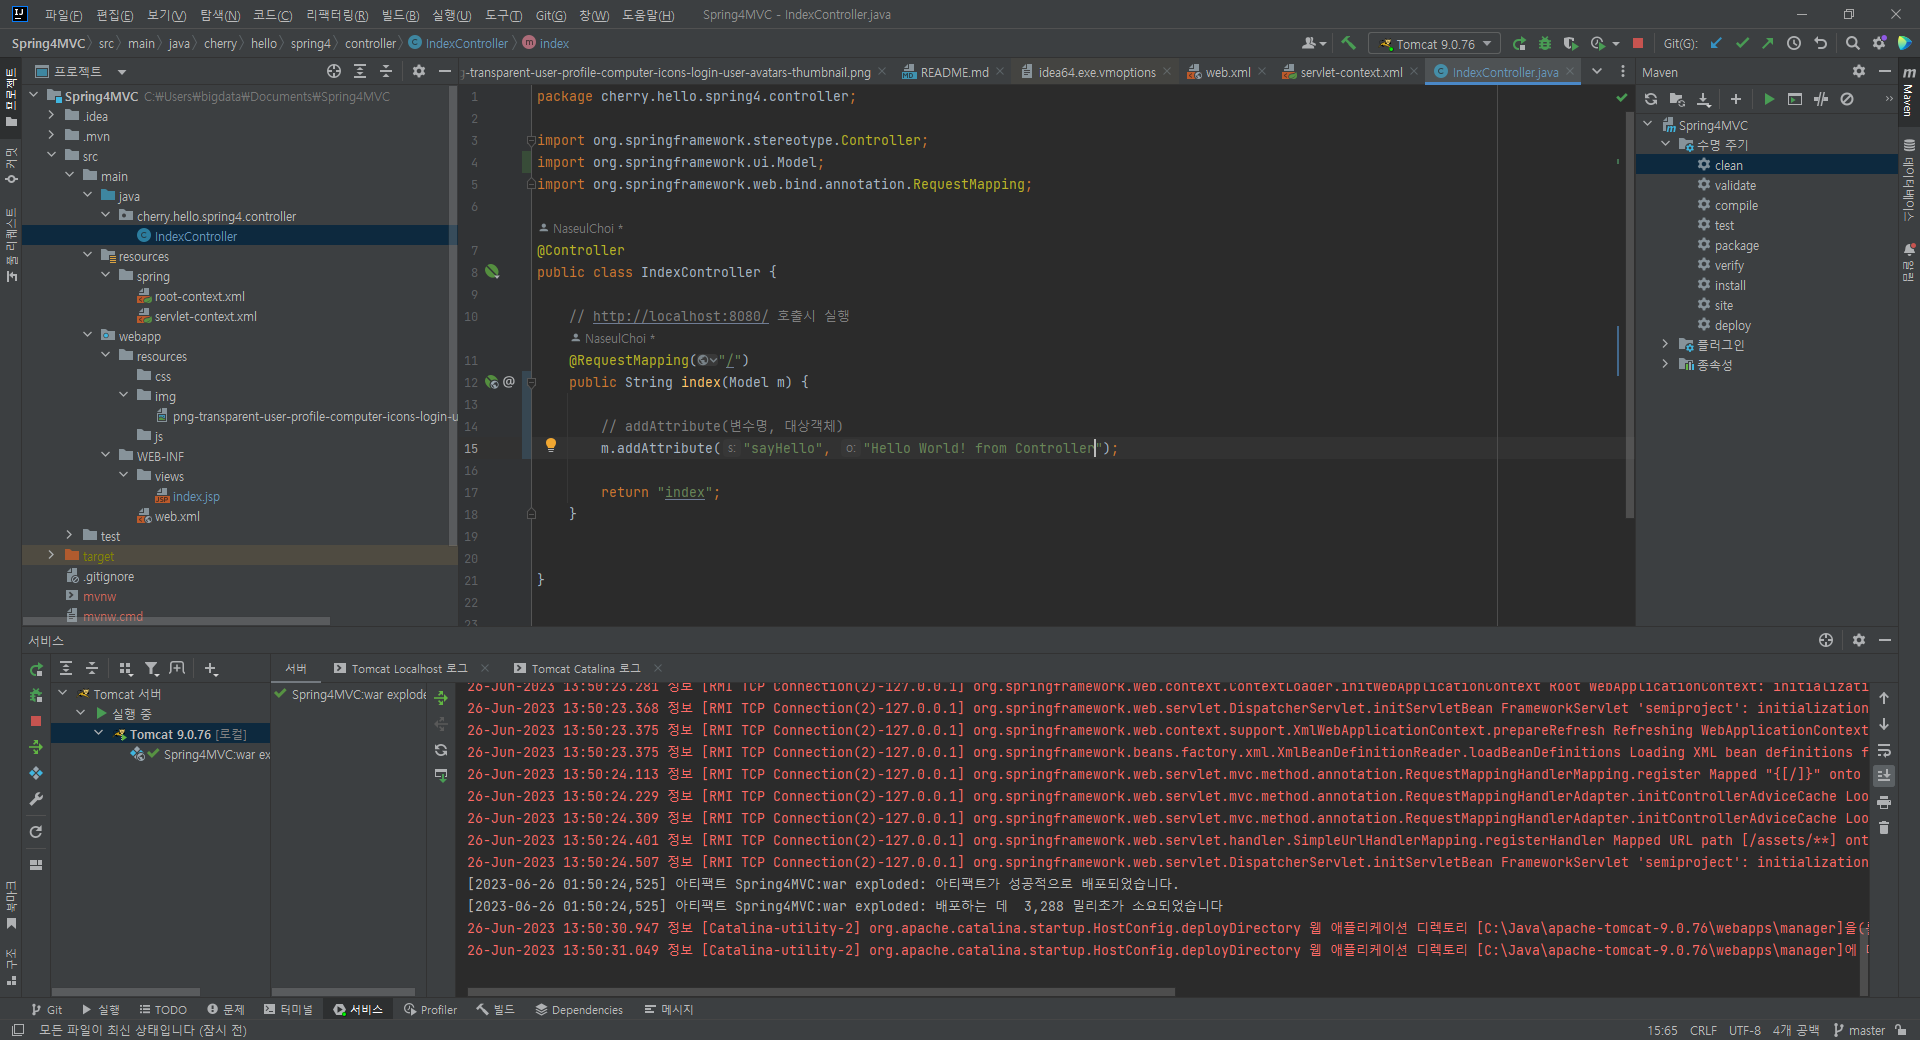 파일(F) 편집(E) 보기(V) 탐색(N) 코드(C) 리팩터링(R) 빌드(B) 실행(U) 도구(T) Git(G) 창(W) 도움말(H) Spring4MVC - IndexController.java
Spring4MVC src main java cherry hello spring4 controller IndexController index
Tomcat 9.0.76 Git(G):
프로젝트
-transparent-user-profile-computer-icons-login-user-avatars-thumbnail.png README.md idea64.exe.vmoptions web.xml servlet-context.xml IndexController.java
Maven
프로젝트
커밋
풀 리퀘스트
북마크
구조
Spring4MVC C:₩Users₩bigdata₩Documents₩Spring4MVC
.idea
.mvn
src
main
java
cherry.hello.spring4.controller
IndexController
resources
spring
root-context.xml
servlet-context.xml
webapp
resources
css
img
png-transparent-user-profile-computer-icons-login-u
js
WEB-INF
views
index.jsp
web.xml
test
target
.gitignore
mvnw
mvnw.cmd
1 package cherry.hello.spring4.controller;
2
3 import org.springframework.stereotype.Controller;
4 import org.springframework.ui.Model;
5 import org.springframework.web.bind.annotation.RequestMapping;
6
NaseulChoi *
7 @Controller
8 public class IndexController {
9
10 // http://localhost:8080/ 호출시 실행
NaseulChoi *
11 @RequestMapping("/")
12 public String index(Model m) {
13
14 // addAttribute(변수명, 대상객체)
15 m.addAttribute( s: "sayHello", o: "Hello World! from Controller");
16
17 return "index";
18 }
19
20
21 }
22
23
Spring4MVC
수명 주기
clean
validate
compile
test
package
verify
install
site
deploy
플러그인
종속성
Maven
데이터베이스
알림
서비스
서버 Tomcat Localhost 로그 Tomcat Catalina 로그
Tomcat 서버
실행 중
Tomcat 9.0.76 [로컬]
Spring4MVC:war ex
Spring4MVC:war explode
26-Jun-2023 13:50:23.281 정보 [RMI TCP Connection(2)-127.0.0.1] org.springframework.web.context.ContextLoader.initWebApplicationContext Root WebApplicationContext: initializati
26-Jun-2023 13:50:23.368 정보 [RMI TCP Connection(2)-127.0.0.1] org.springframework.web.servlet.DispatcherServlet.initServletBean FrameworkServlet 'semiproject': initialization
26-Jun-2023 13:50:23.375 정보 [RMI TCP Connection(2)-127.0.0.1] org.springframework.web.context.support.XmlWebApplicationContext.prepareRefresh Refreshing WebApplicationContext
26-Jun-2023 13:50:23.375 정보 [RMI TCP Connection(2)-127.0.0.1] org.springframework.beans.factory.xml.XmlBeanDefinitionReader.loadBeanDefinitions Loading XML bean definitions f
26-Jun-2023 13:50:24.113 정보 [RMI TCP Connection(2)-127.0.0.1] org.springframework.web.servlet.mvc.method.annotation.RequestMappingHandlerMapping.register Mapped "{[/]}" onto
26-Jun-2023 13:50:24.229 정보 [RMI TCP Connection(2)-127.0.0.1] org.springframework.web.servlet.mvc.method.annotation.RequestMappingHandlerAdapter.initControllerAdviceCache Loo
26-Jun-2023 13:50:24.309 정보 [RMI TCP Connection(2)-127.0.0.1] org.springframework.web.servlet.mvc.method.annotation.RequestMappingHandlerAdapter.initControllerAdviceCache Loo
26-Jun-2023 13:50:24.401 정보 [RMI TCP Connection(2)-127.0.0.1] org.springframework.web.servlet.handler.SimpleUrlHandlerMapping.registerHandler Mapped URL path [/assets/**] ont
26-Jun-2023 13:50:24.507 정보 [RMI TCP Connection(2)-127.0.0.1] org.springframework.web.servlet.DispatcherServlet.initServletBean FrameworkServlet 'semiproject': initialization
[2023-06-26 01:50:24,525] 아티팩트 Spring4MVC:war exploded: 아티팩트가 성공적으로 배포되었습니다.
[2023-06-26 01:50:24,525] 아티팩트 Spring4MVC:war exploded: 배포하는 데 3,288 밀리초가 소요되었습니다
26-Jun-2023 13:50:30.947 정보 [Catalina-utility-2] org.apache.catalina.startup.HostConfig.deployDirectory 웹 애플리케이션 디렉토리 [C:\Java\apache-tomcat-9.0.76\webapps\manager]을(
26-Jun-2023 13:50:31.049 정보 [Catalina-utility-2] org.apache.catalina.startup.HostConfig.deployDirectory 웹 애플리케이션 디렉토리 [C:\Java\apache-tomcat-9.0.76\webapps\manager]에
Git 실행 TODO 문제 터미널 서비스 Profiler 빌드 Dependencies 메시지
모든 파일이 최신 상태입니다 (잠시 전) 15:65 CRLF UTF-8 4개 공백 master